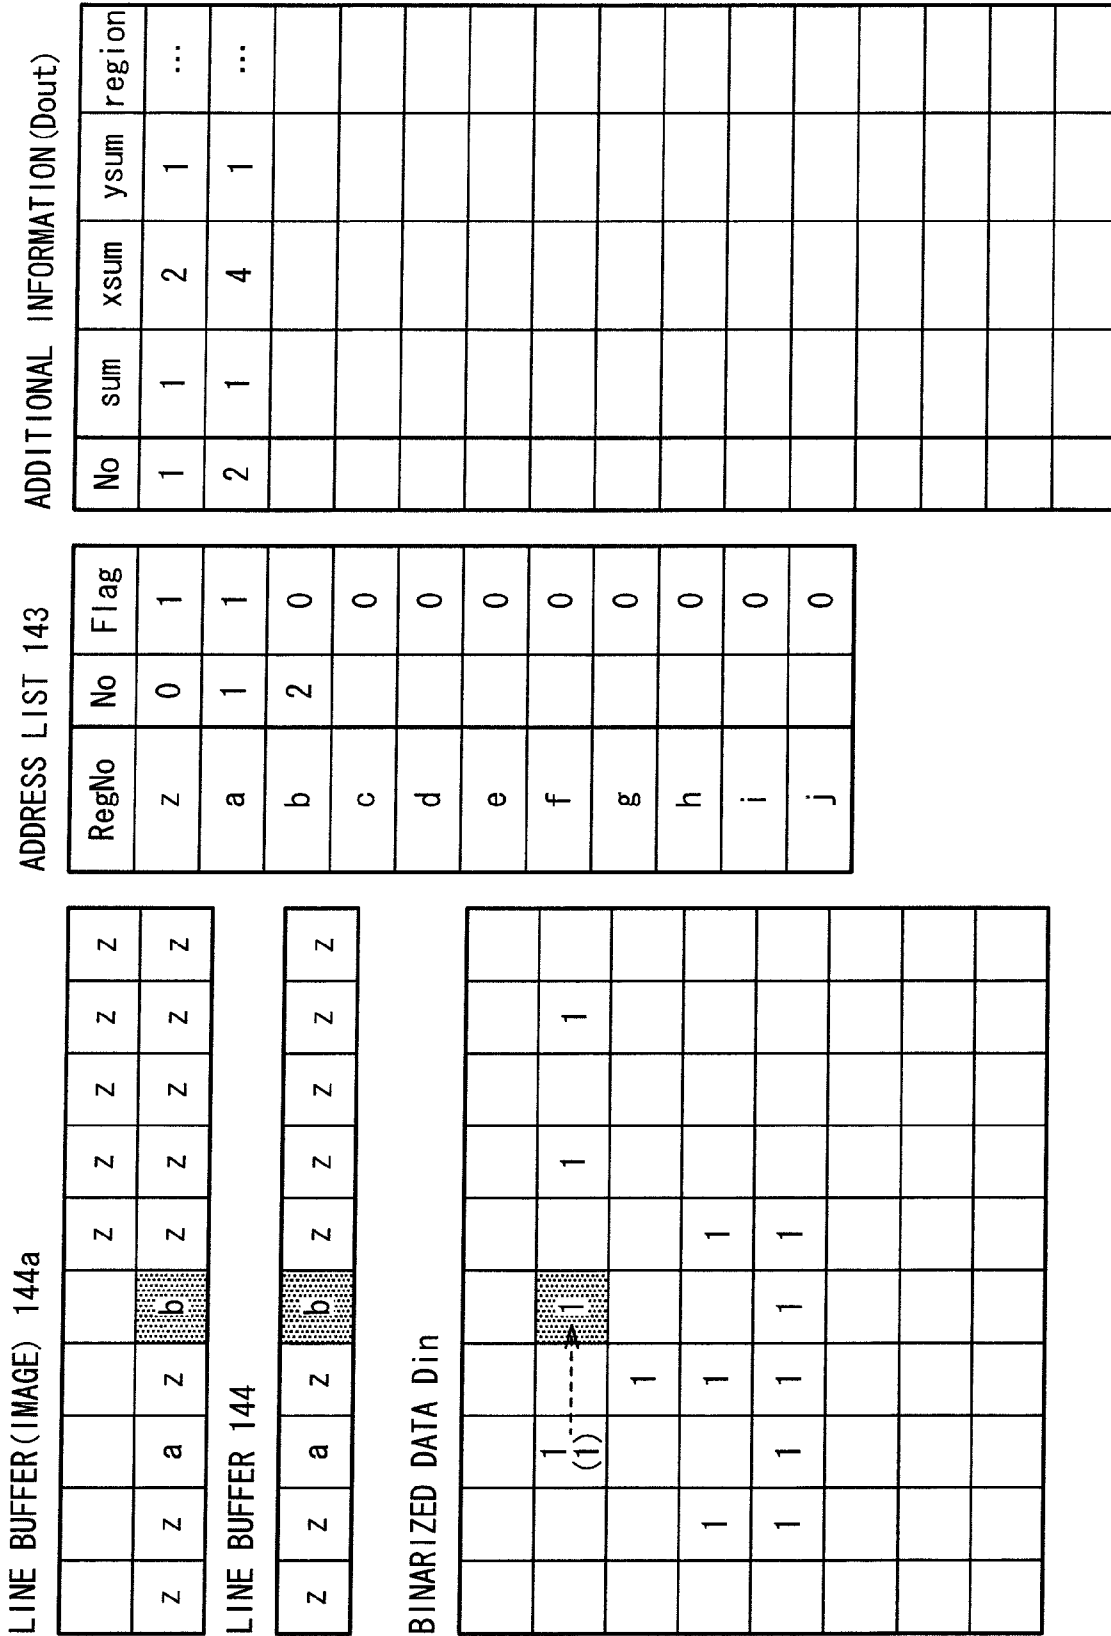 LINE BUFFER(IMAGE) 144a
z z z z z
z z a z b z z z z z
LINE BUFFER 144
z z a z b z z z z z
BINARIZED DATA Din
1 1 1 1
(1)
1
1 1 1
1 1 1 1 1
ADDRESS LIST 143
RegNo No Flag
z 0 1
a 1 1
b 2 0
c 0
d 0
e 0
f 0
g 0
h 0
i 0
j 0
ADDITIONAL INFORMATION(Dout)
No sum xsum ysum region
1 1 2 1 ...
2 1 4 1 ...